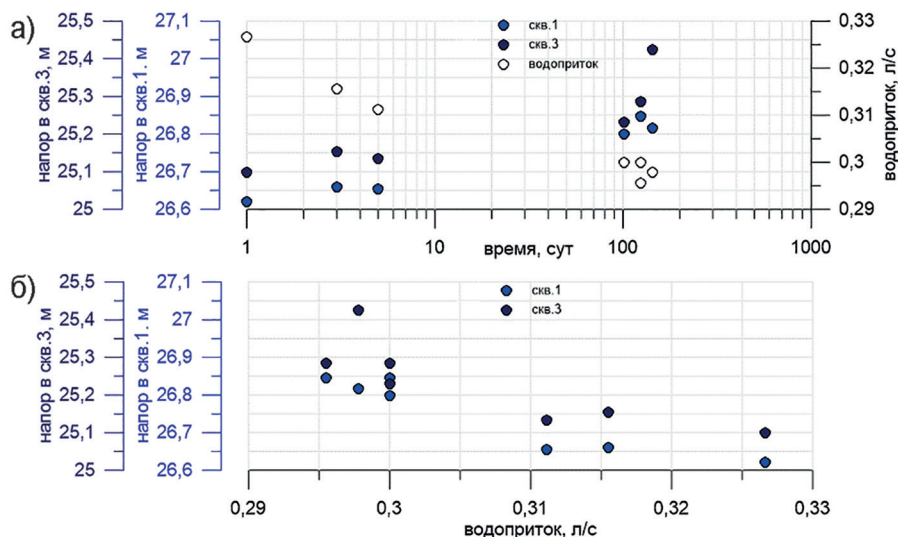 а)
напор в скв.3, м
25,5
25,4
25,3
25,2
25,1
25
напор в скв.1. м
27,1
27
26,9
26,8
26,7
26,6
скв.1
скв.3
водоприток
0,33
0,32
0,31
0,3
0,29
водоприток, л/с
1
10
100
1000
время, сут
б)
напор в скв.3, м
25,5
25,4
25,3
25,2
25,1
25
напор в скв.1. м
27,1
27
26,9
26,8
26,7
26,6
скв.1
скв.3
0,29
0,3
0,31
0,32
0,33
водоприток, л/с